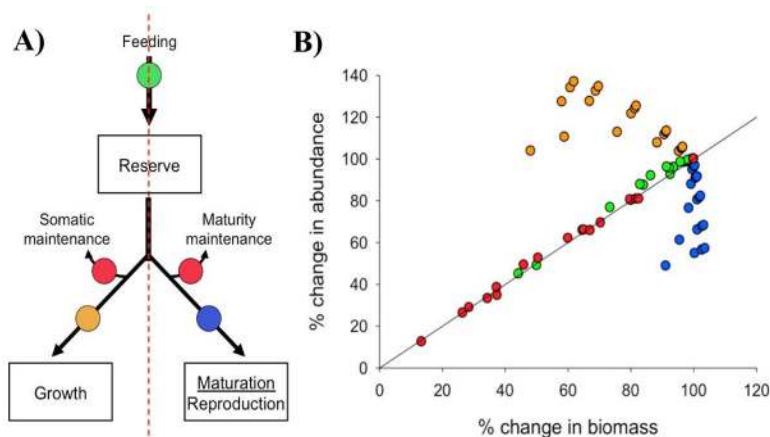 A)
Feeding
Reserve
Somatic
maintenance
Maturity
maintenance
Growth
Maturation
Reproduction
B)
% change in abundance
140
120
100
80
60
40
20
0
0 20 40 60 80 100 120
% change in biomass